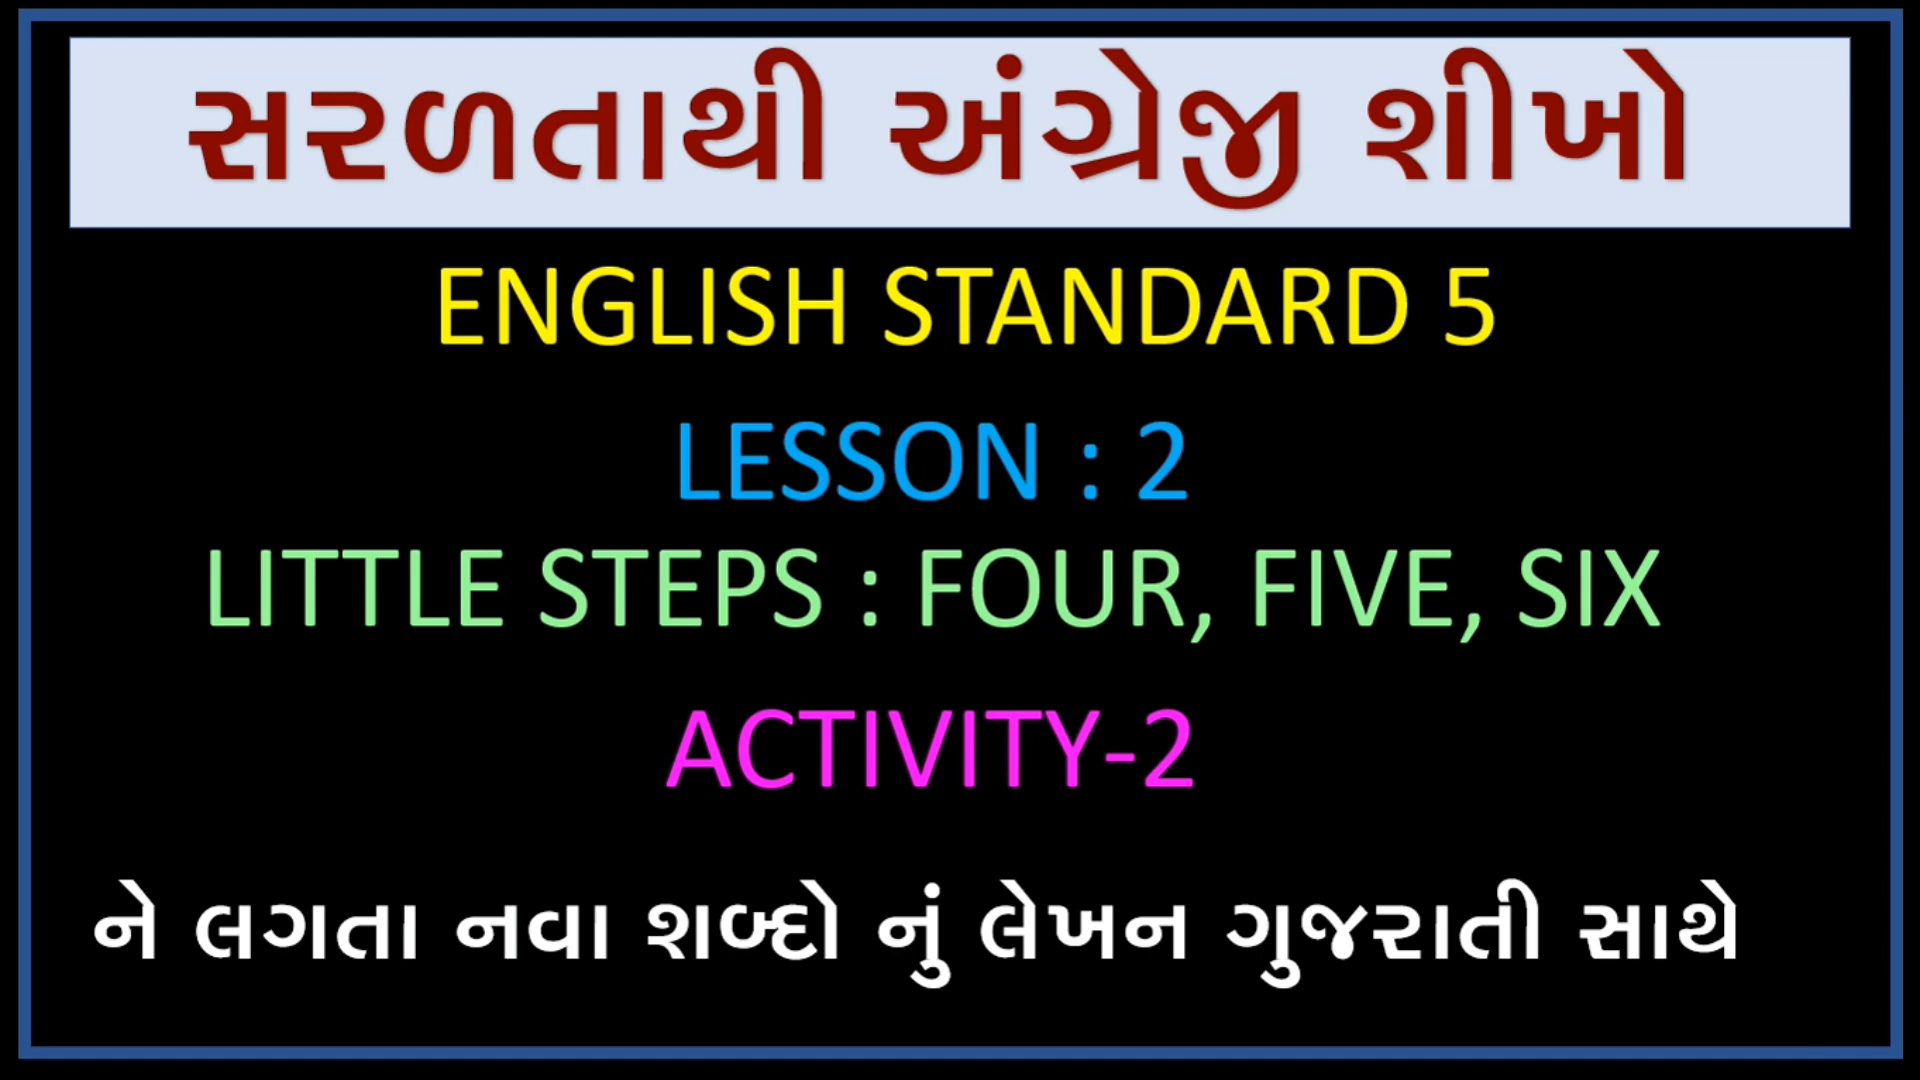 સરળતાથી અંગ્રેજી શીખો
ENGLISH STANDARD 5
LESSON : 2
LITTLE STEPS : FOUR, FIVE, SIX
ACTIVITY-2
ને લગતા નવા શબ્દો નું લેખન ગુજરાતી સાથે